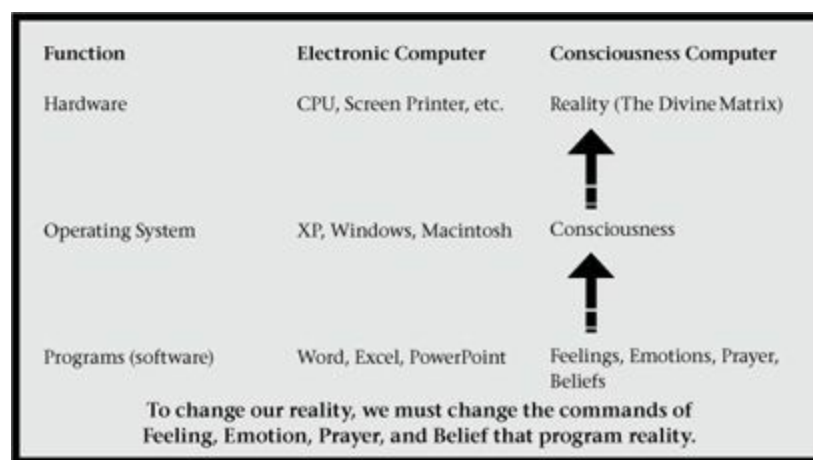 Function Electronic Computer Consciousness Computer
Hardware CPU, Screen Printer, etc. Reality (The Divine Matrix)
Operating System XP, Windows, Macintosh Consciousness
Programs (software) Word, Excel, PowerPoint Feelings, Emotions, Prayer,
Beliefs
To change our reality, we must change the commands of
Feeling, Emotion, Prayer, and Belief that program reality.